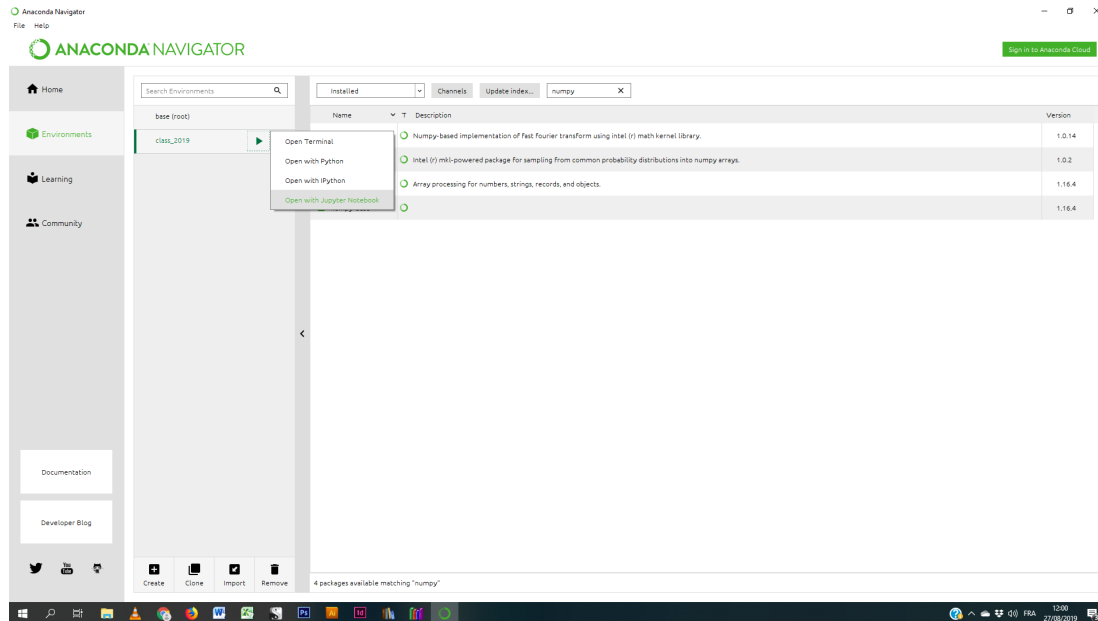 Anaconda Navigator
File Help
ANACONDA NAVIGATOR
Sign in to Anaconda Cloud
Home
Environments
Learning
Community
Documentation
Developer Blog
You Tube
Search Environments
base (root)
class_2019
Open Terminal
Open with Python
Open with IPython
Open with Jupyter Notebook
Create Clone Import Remove
Installed Channels Update index... numpy X
Name T Description Version
Numpy-based implementation of fast Fourier transform using intel (r) math kernel library. 1.0.14
Intel (r) mkl-powered package for sampling from common probability distributions into numpy arrays. 1.0.2
Array processing for numbers, strings, records, and objects. 1.16.4
1.16.4
4 packages available matching "numpy"
Ps Ai Id
FRA 12:00
27/08/2019